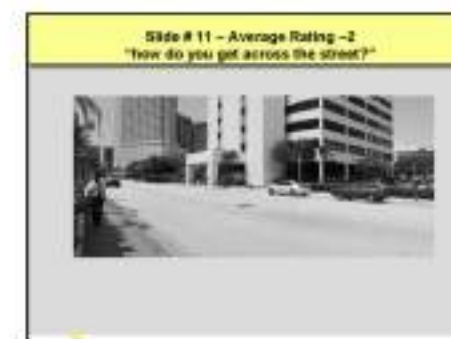 Slide # 11 – Average Rating –2
"how do you get across the street?"